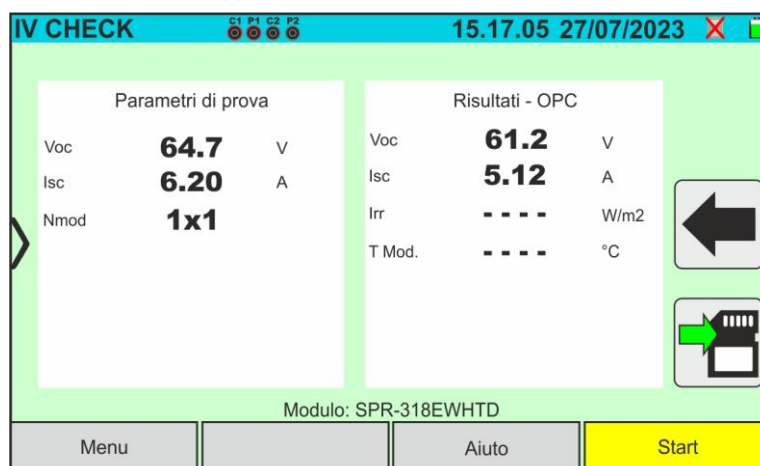 IV CHECK C1 P1 C2 P2 15.17.05 27/07/2023
Parametri di prova
Voc 64.7 V
Isc 6.20 A
Nmod 1x1
Risultati - OPC
Voc 61.2 V
Isc 5.12 A
Irr - - - - W/m2
T Mod. - - - - °C
Modulo: SPR-318EWHTD
Menu Aiuto Start